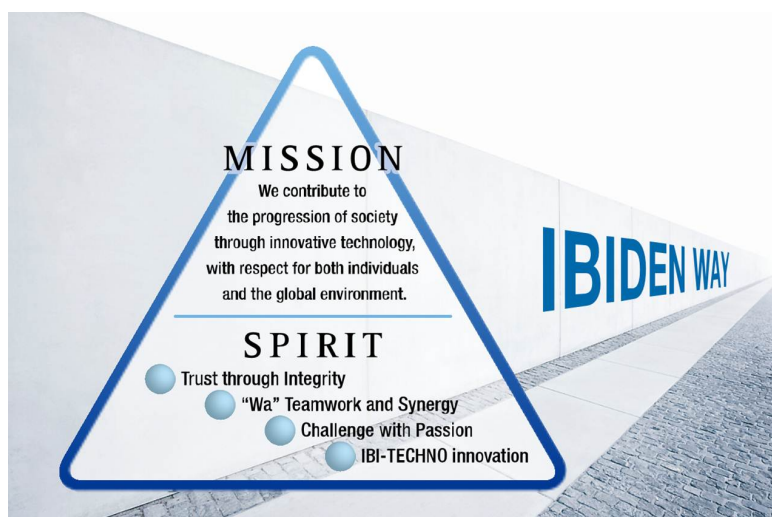 MISSION
We contribute to
the progression of society
through innovative technology,
with respect for both individuals
and the global environment.
SPIRIT
Trust through Integrity
“Wa” Teamwork and Synergy
Challenge with Passion
IBI-TECHNO innovation
IBIDEN WAY